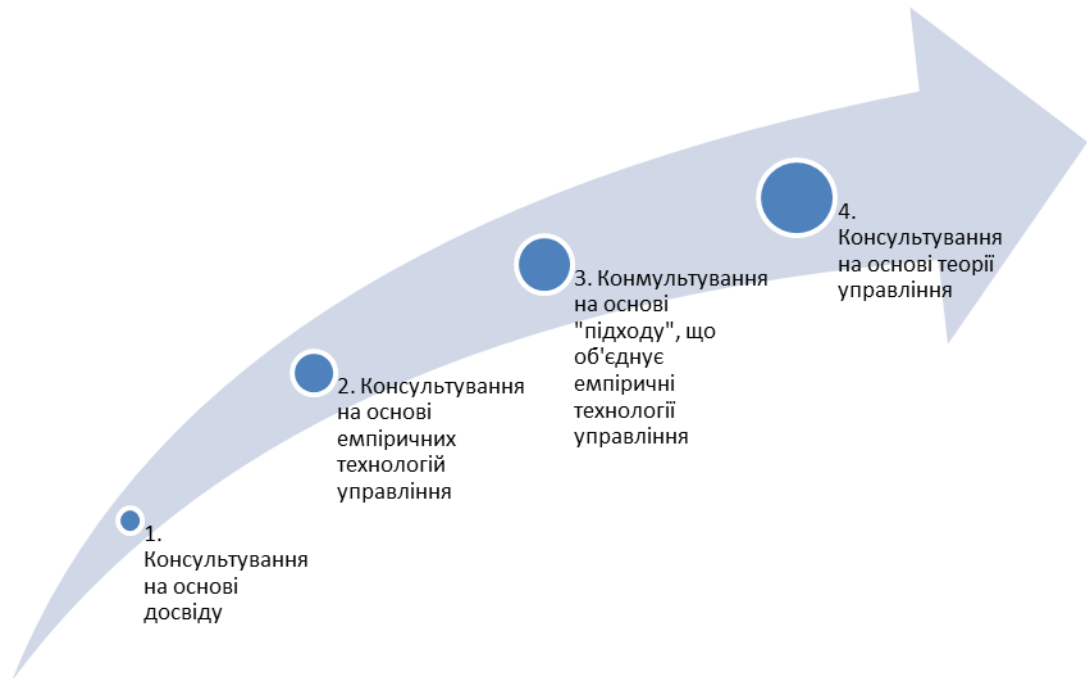 1.
Консультування
на основі
досвіду
2. Консультування
на основі
емпіричних
технологій
управління
3. Конмультування
на основі
"підходу", що
об'єднує
емпіричні
технології
управління
4.
Консультування
на основі теорії
управління